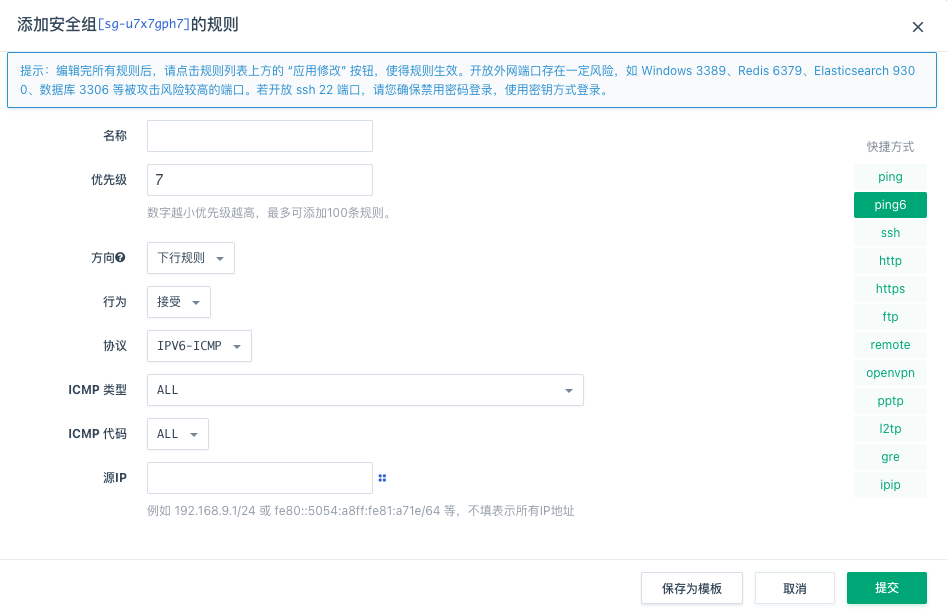 添加安全组[sg-u7x7gph7]的规则
提示：编辑完所有规则后，请点击规则列表上方的 “应用修改” 按钮，使得规则生效。开放外网端口存在一定风险，如 Windows 3389、Redis 6379、Elasticsearch 930
0、数据库 3306 等被攻击风险较高的端口。若开放 ssh 22 端口，请您确保禁用密码登录，使用密钥方式登录。
名称
优先级 7
数字越小优先级越高，最多可添加100条规则。
方向 下行规则
行为 接受
协议 IPV6-ICMP
ICMP 类型 ALL
ICMP 代码 ALL
源IP
例如 192.168.9.1/24 或 fe80::5054:a8ff:fe81:a71e/64 等，不填表示所有IP地址
快捷方式
ping
ping6
ssh
http
https
ftp
remote
openvpn
pptp
l2tp
gre
ipip
保存为模板 取消 提交